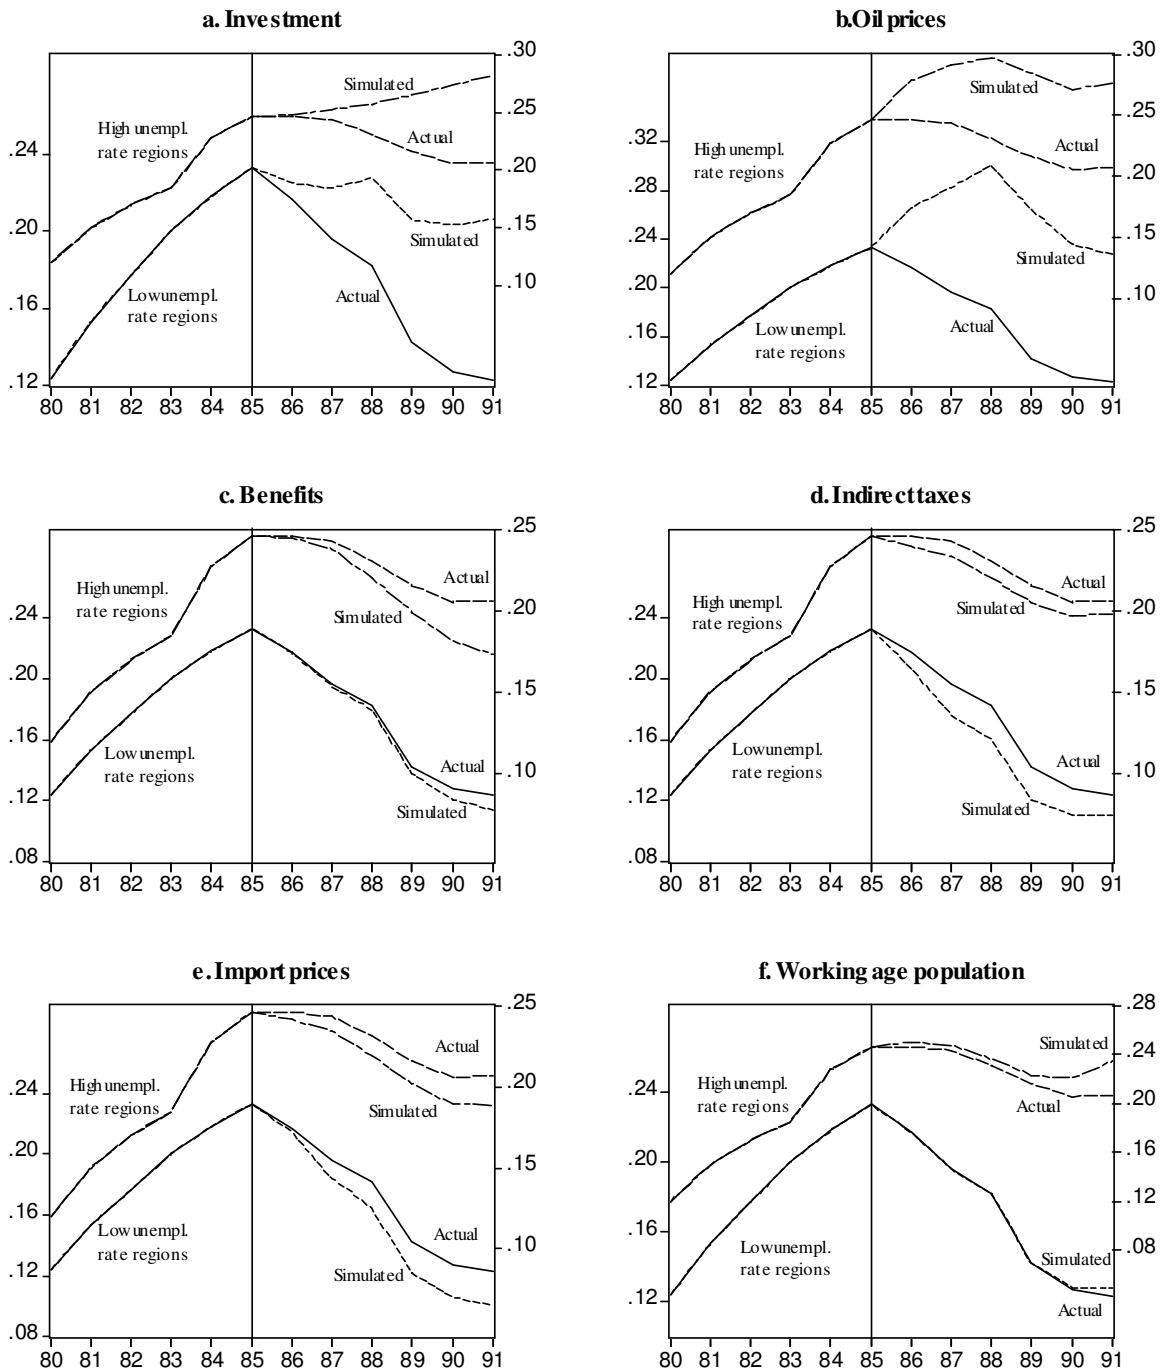 a. Investment
.30
.25
.20
.15
.10
.24
.20
.16
.12
Simulated
High unempl.
rate regions
Actual
Simulated
Low unempl.
rate regions
Actual
80 81 82 83 84 85 86 87 88 89 90 91
b. Oil prices
.30
.25
.20
.15
.10
.32
.28
.24
.20
.16
.12
Simulated
High unempl.
rate regions
Actual
Simulated
Low unempl.
rate regions
Actual
80 81 82 83 84 85 86 87 88 89 90 91
c. Benefits
.25
.20
.15
.10
.24
.20
.16
.12
.08
High unempl.
rate regions
Actual
Simulated
Low unempl.
rate regions
Actual
Simulated
80 81 82 83 84 85 86 87 88 89 90 91
d. Indirect taxes
.25
.20
.15
.10
.24
.20
.16
.12
.08
High unempl.
rate regions
Actual
Simulated
Low unempl.
rate regions
Actual
Simulated
80 81 82 83 84 85 86 87 88 89 90 91
e. Import prices
.25
.20
.15
.10
.24
.20
.16
.12
.08
High unempl.
rate regions
Actual
Simulated
Low unempl.
rate regions
Actual
Simulated
80 81 82 83 84 85 86 87 88 89 90 91
f. Working age population
.28
.24
.20
.16
.12
.08
.24
.20
.16
.12
Simulated
High unempl.
rate regions
Actual
Low unempl.
rate regions
Simulated
Actual
80 81 82 83 84 85 86 87 88 89 90 91